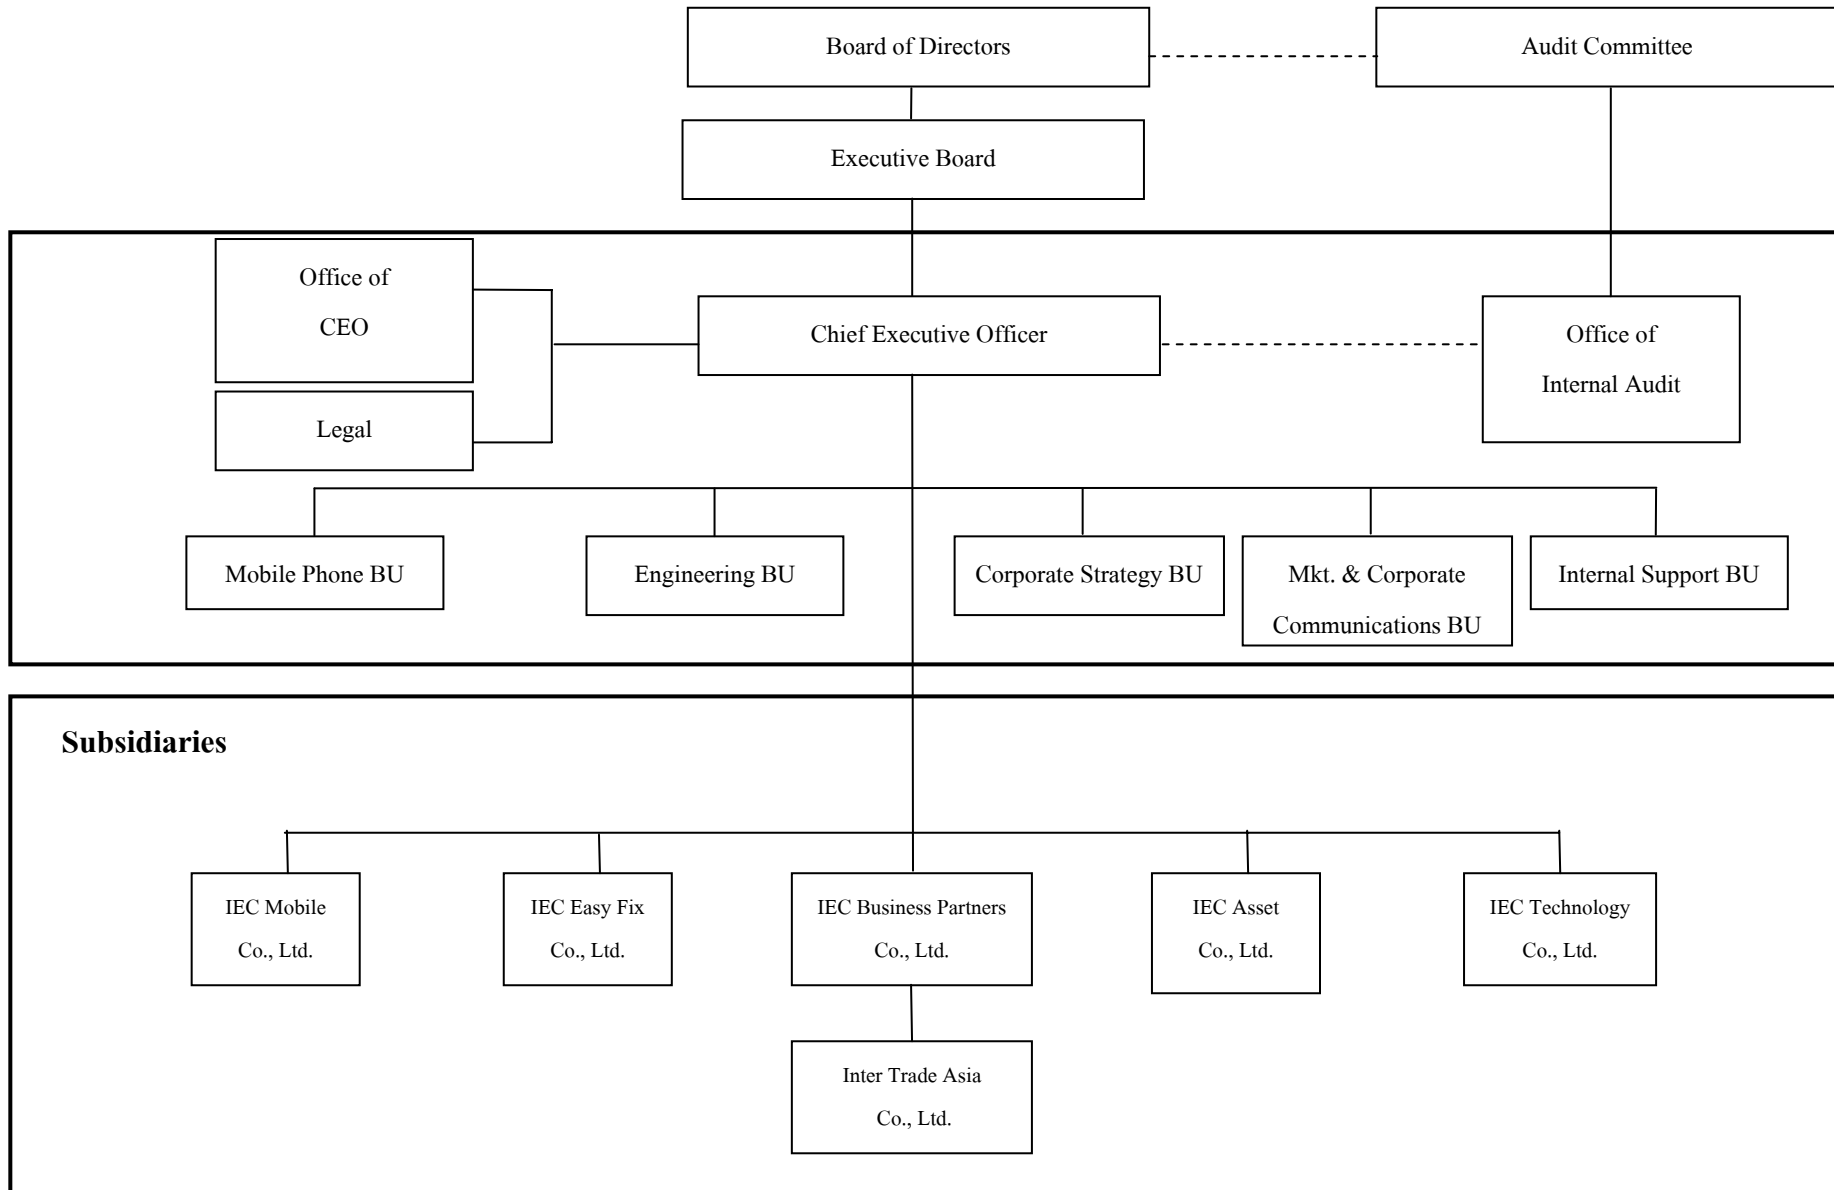 Board of Directors
Audit Committee
Executive Board
Office of
CEO
Chief Executive Officer
Office of
Internal Audit
Legal
Mobile Phone BU
Engineering BU
Corporate Strategy BU
Mkt. & Corporate
Communications BU
Internal Support BU
Subsidiaries
IEC Mobile
Co., Ltd.
IEC Easy Fix
Co., Ltd.
IEC Business Partners
Co., Ltd.
IEC Asset
Co., Ltd.
IEC Technology
Co., Ltd.
Inter Trade Asia
Co., Ltd.